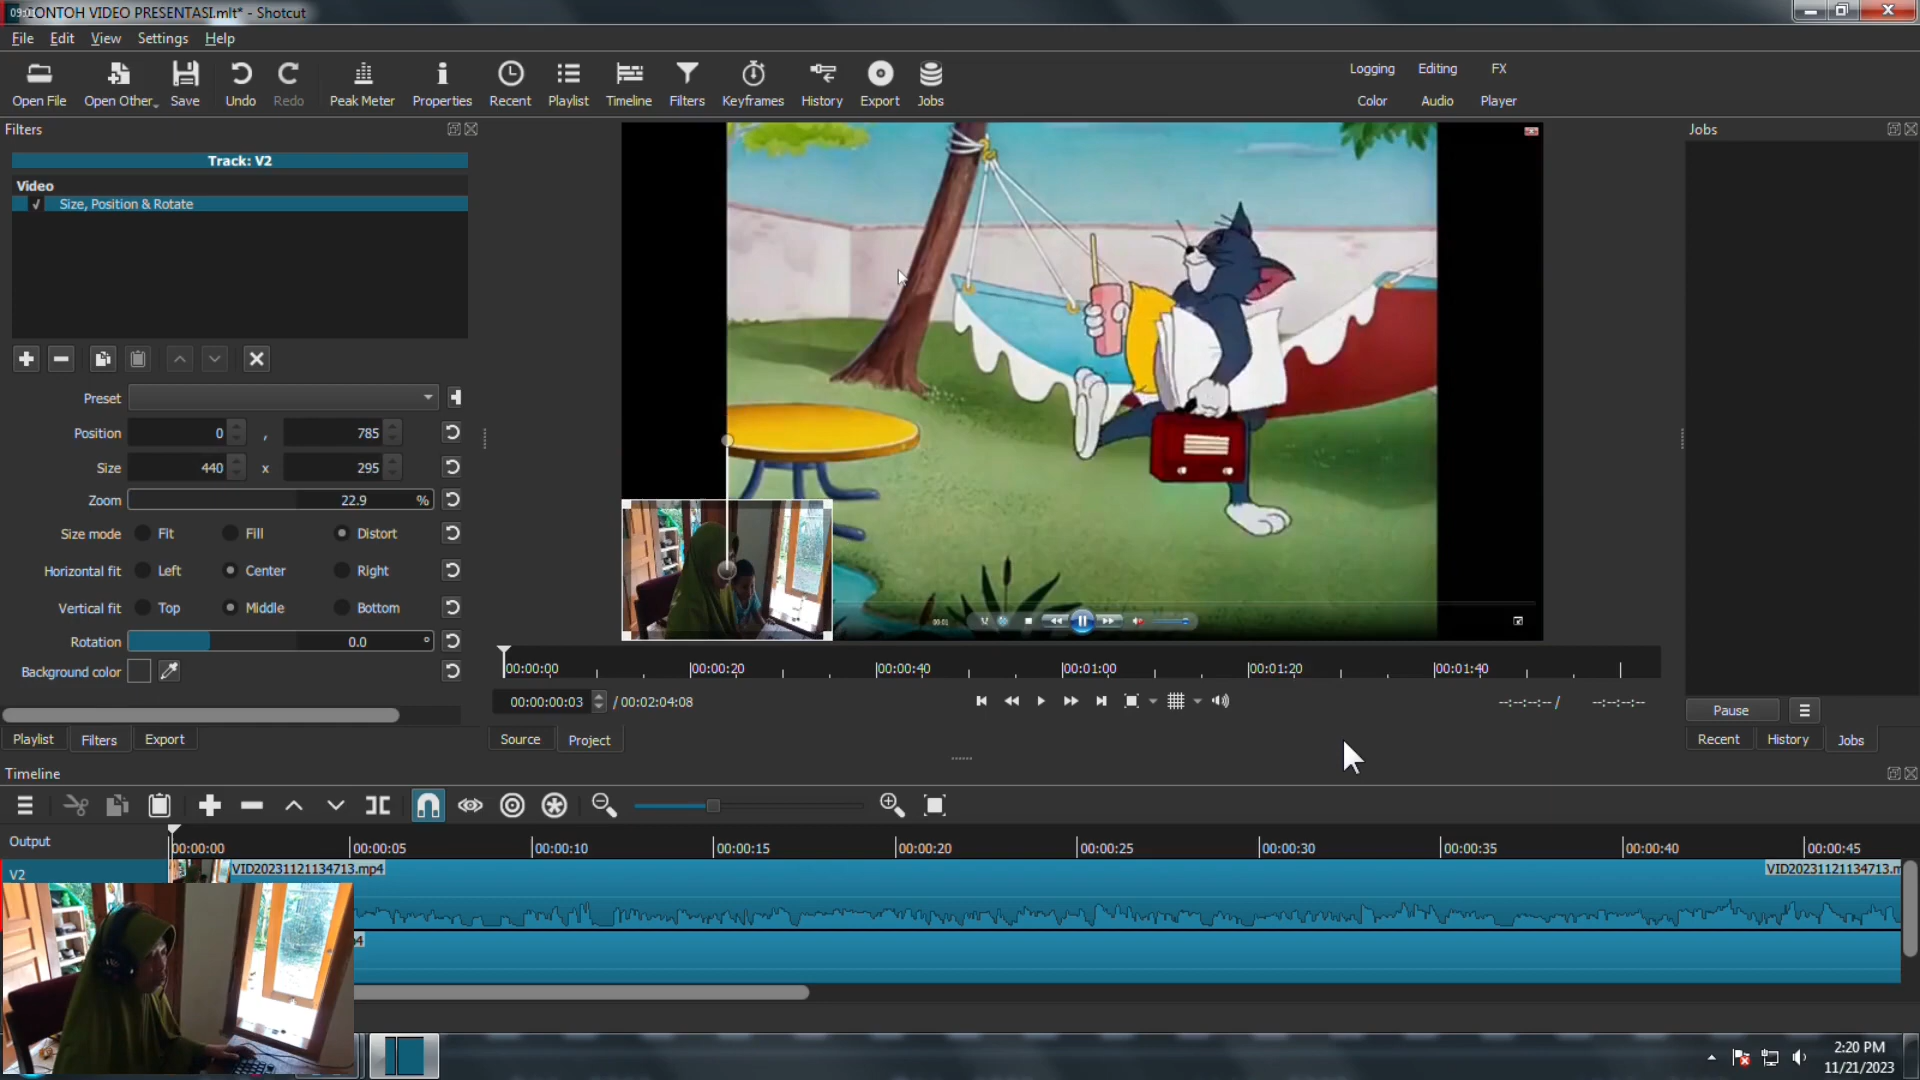 CONTOH VIDEO PRESENTASI.mlt* - Shotcut
File Edit View Settings Help
Open File Open Other Save Undo Redo Peak Meter Properties Recent Playlist Timeline Filters Keyframes History Export Jobs
Logging Editing FX
Color Audio Player
Filters
Track: V2
Video
Size, Position & Rotate
Preset
Position 0 , 785
Size 440 x 295
Zoom 22.9 %
Size mode Fit Fill Distort
Horizontal fit Left Center Right
Vertical fit Top Middle Bottom
Rotation 0.0 °
Background color
Playlist Filters Export
00:01
00:00:00 00:00:20 00:00:40 00:01:00 00:01:20 00:01:40
00:00:00:03 / 00:02:04:08
--:--:--:-- / --:--:--:--
Source Project
Jobs
Pause
Recent History Jobs
Timeline
Output
00:00:00 00:00:05 00:00:10 00:00:15 00:00:20 00:00:25 00:00:30 00:00:35 00:00:40 00:00:45
V2
VID20231121134713.mp4
VID20231121134713.m
2:20 PM
11/21/2023